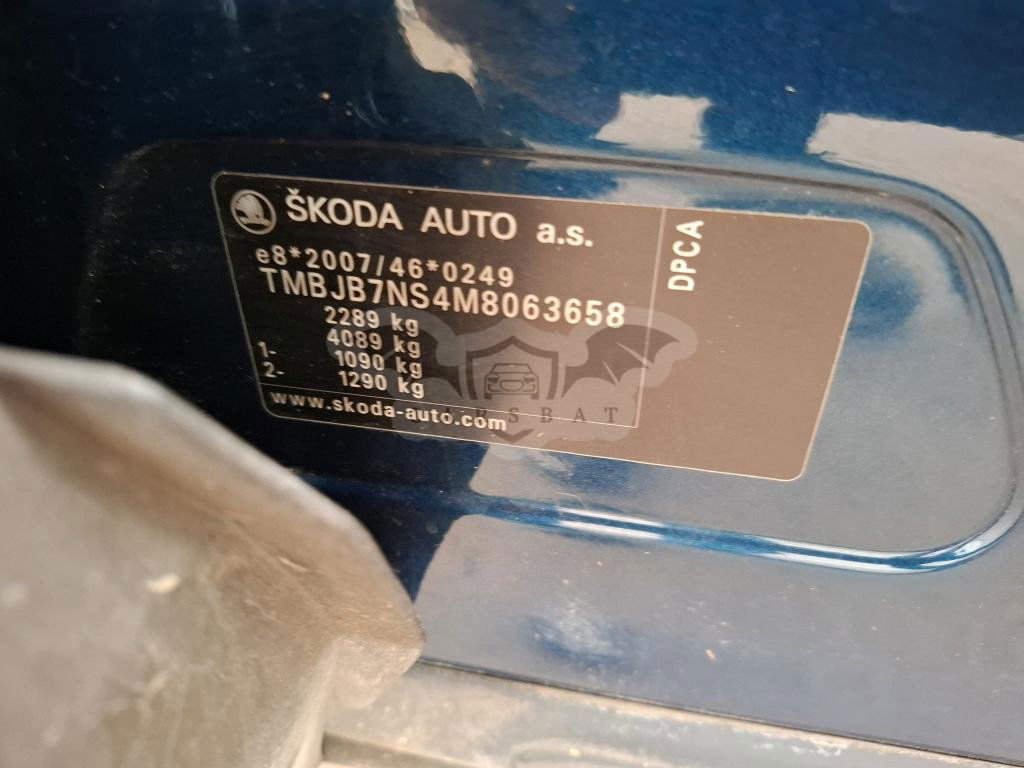 ŠKODA AUTO a.s.
e8*2007/46*0249
TMBJB7NS4M8063658
2289 kg
4089 kg
1- 1090 kg
2- 1290 kg
www.skoda-auto.com
DPCA